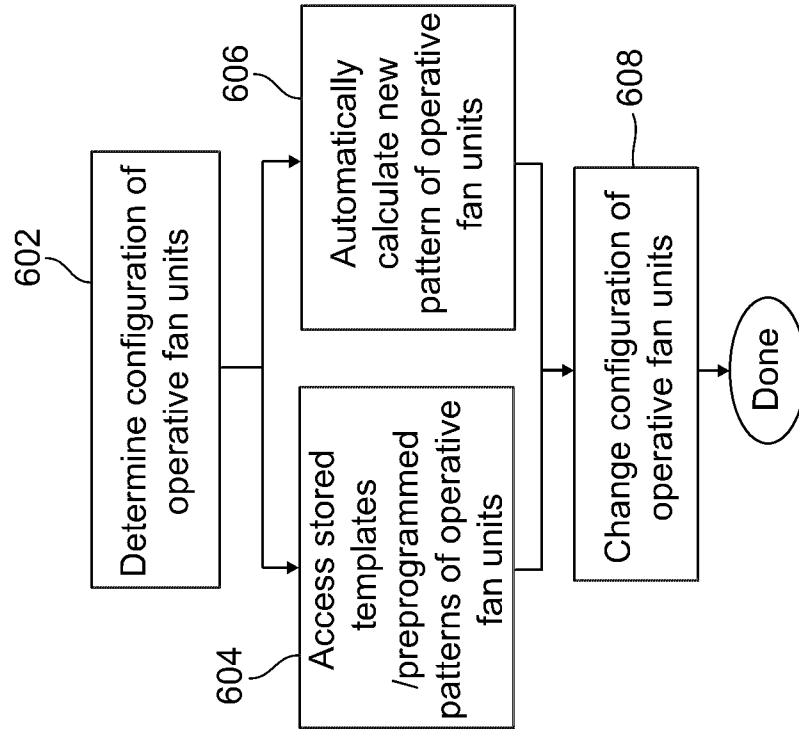 602
Determine configuration of
operative fan units
604
Access stored
templates
/preprogrammed
patterns of operative
fan units
606
Automatically
calculate new
pattern of operative
fan units
608
Change configuration of
operative fan units
Done